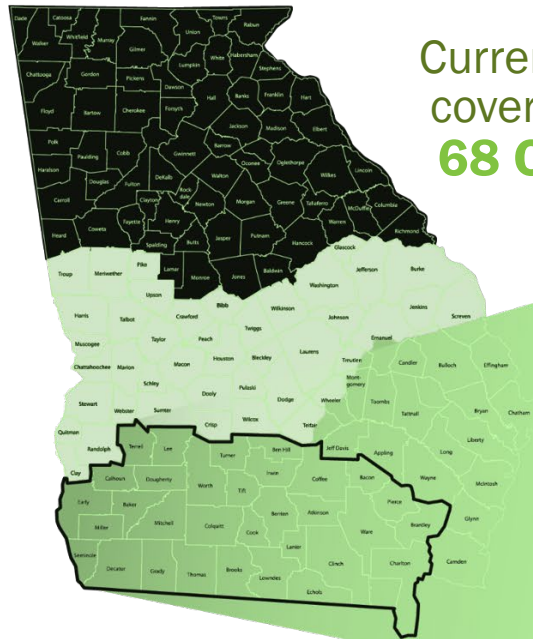 Curren
cover
68 C
Dade Catoosa Fannin Towns Rabun
Walker Whitfield Murray Union
Gilmer White Habersham
Lumpkin Stephens
Chattooga Gordon Pickens Dawson
Hall Banks Franklin Hart
Floyd Bartow Cherokee Forsyth
Jackson Madison Elbert
Polk Barrow
Paulding Cobb Gwinnett Oconee Oglethorpe
Haralson Walton Wilkes Lincoln
Douglas DeKalb
Fulton Rock dale
Carroll Clayton Newton Morgan Greene Taliaferro McDuffie Columbia
Fayette Henry Warren
Heard Coweta Richmond
Spalding Butts Jasper Putnam Hancock
Glascock
Troup Meriwether Pike Lamar Monroe Jones Baldwin Jefferson Burke
Washington
Upson
Bibb Wilkinson Jenkins
Harris Talbot Crawford Johnson Screven
Twiggs
Muscogee Taylor Peach Emanuel
Houston Bleckley Laurens
Chattahoochee Marion Macon Treutlen Candler Bulloch Effingham
Schley Pulaski Mont- gomery
Stewart Dooly Dodge Wheeler Toombs
Webster Sumter Tattnall Bryan Chatham
Quitman Crisp Wilcox Telfair
Randolph Terrell Lee Turner Ben Hill Jeff Davis Appling Long Liberty
Clay Calhoun Dougherty Worth Irwin Coffee Bacon Wayne McIntosh
Tift
Early Baker Pierce
Mitchell Berrien Atkinson Glynn
Miller Colquitt Cook Ware Brantley
Lanier
Seminole Clinch Charlton Camden
Decatur Grady Thomas Brooks Lowndes
Echols